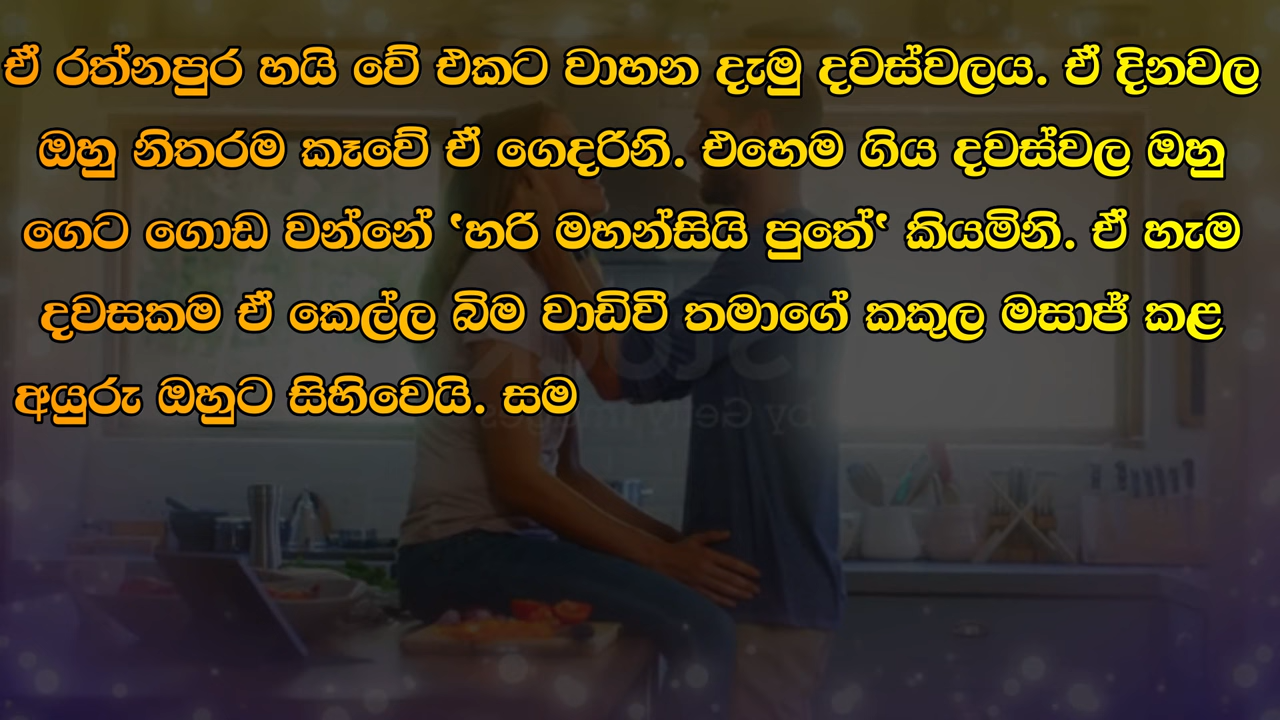 ඒ රත්නපුර හයි වේ එකට වාහන දැමු දවස්වලය. ඒ දිනවල
ඔහු නිතරම කෑවේ ඒ ගෙදරිනි. එහෙම ගිය දවස්වල ඔහු
ගෙට ගොඩ වන්නේ ‘හරි මහන්සියි පුතේ‘ කියමිනි. ඒ හැම
දවසකම ඒ කෙල්ල බිම වාඩිවී තමාගේ කකුල මසාජ් කළ
අයුරු ඔහුට සිහිවෙයි. සම